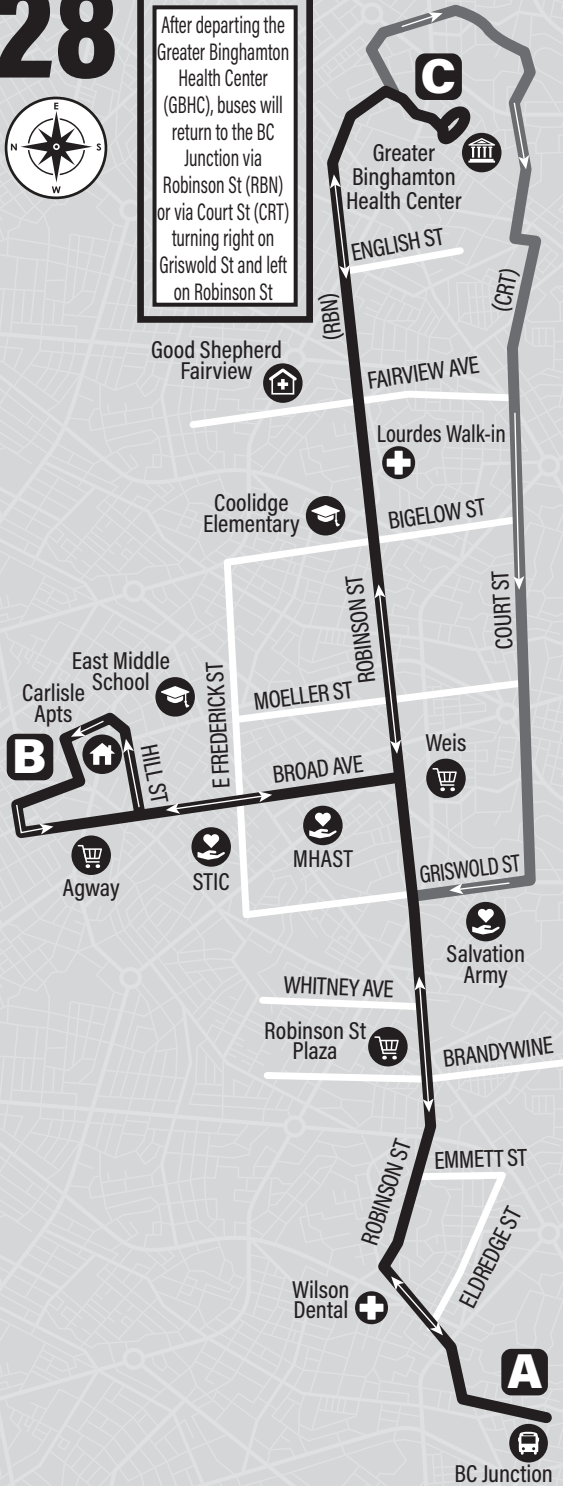 28
After departing the
Greater Binghamton
Health Center
(GBHC), buses will
return to the BC
Junction via
Robinson St (RBN)
or via Court St (CRT)
turning right on
Griswold St and left
on Robinson St
E
N
S
W
C
Greater
Binghamton
Health Center
ENGLISH ST
(RBN)
(CRT)
Good Shepherd
Fairview
FAIRVIEW AVE
Lourdes Walk-in
Coolidge
Elementary
BIGELOW ST
ROBINSON ST
COURT ST
East Middle
School
Carlisle
Apts
E FREDERICK ST
MOELLER ST
B
HILL ST
BROAD AVE
Weis
Agway
STIC
MHAST
GRISWOLD ST
Salvation
Army
WHITNEY AVE
Robinson St
Plaza
BRANDYWINE
ROBINSON ST
EMMETT ST
ELDREDGE ST
Wilson
Dental
A
BC Junction